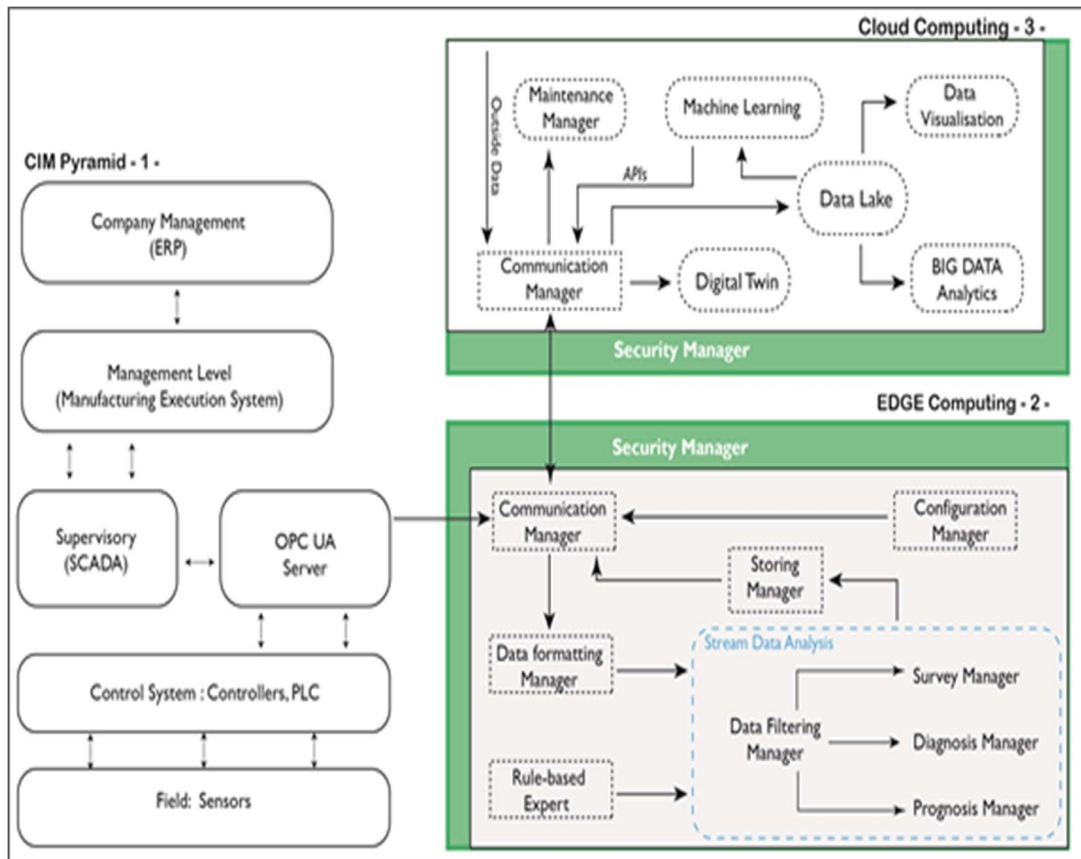 CIM Pyramid - 1 -
Company Management
(ERP)
Management Level
(Manufacturing Execution System)
Supervisory
(SCADA)
OPC UA
Server
Control System : Controllers, PLC
Field: Sensors
Cloud Computing - 3 -
Outside Data
Maintenance
Manager
Machine Learning
Data
Visualisation
APIs
Data Lake
Communication
Manager
Digital Twin
BIG DATA
Analytics
Security Manager
EDGE Computing - 2 -
Security Manager
Communication
Manager
Configuration
Manager
Storing
Manager
Data formatting
Manager
Stream Data Analysis
Survey Manager
Data Filtering
Manager
Diagnosis Manager
Rule-based
Expert
Prognosis Manager